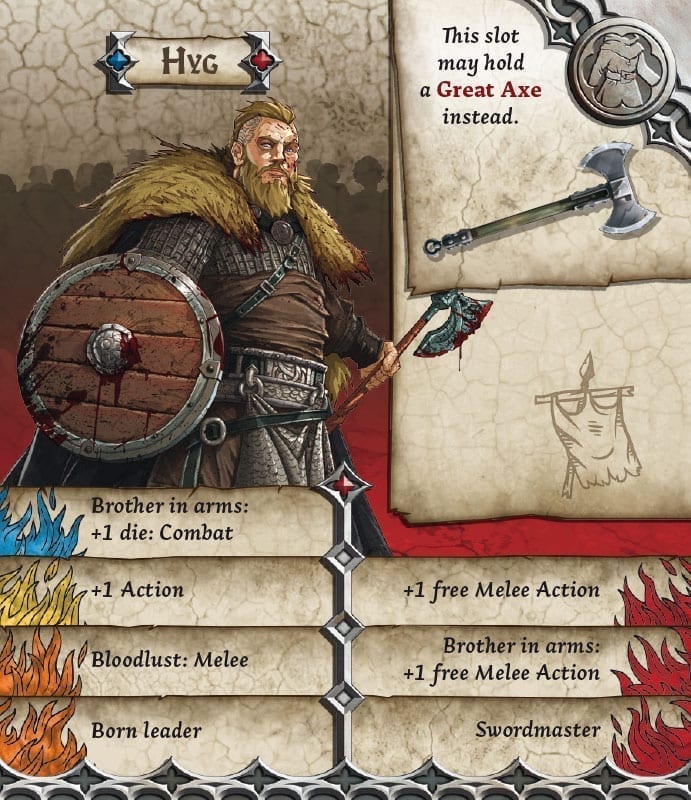 Hyg
This slot
may hold
a Great Axe
instead.
Brother in arms:
+1 die: Combat
+1 Action
Bloodlust: Melee
Born leader
+1 free Melee Action
Brother in arms:
+1 free Melee Action
Swordmaster